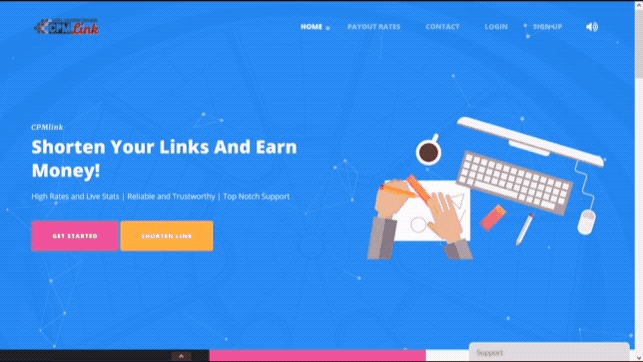 CPMLink
HOME PAYOUT RATES CONTACT LOGIN SIGN UP
CPMlink
Shorten Your Links And Earn
Money!
High Rates and Live Stats | Reliable and Trustworthy | Top Notch Support
GET STARTED SHORTEN LINK
Support